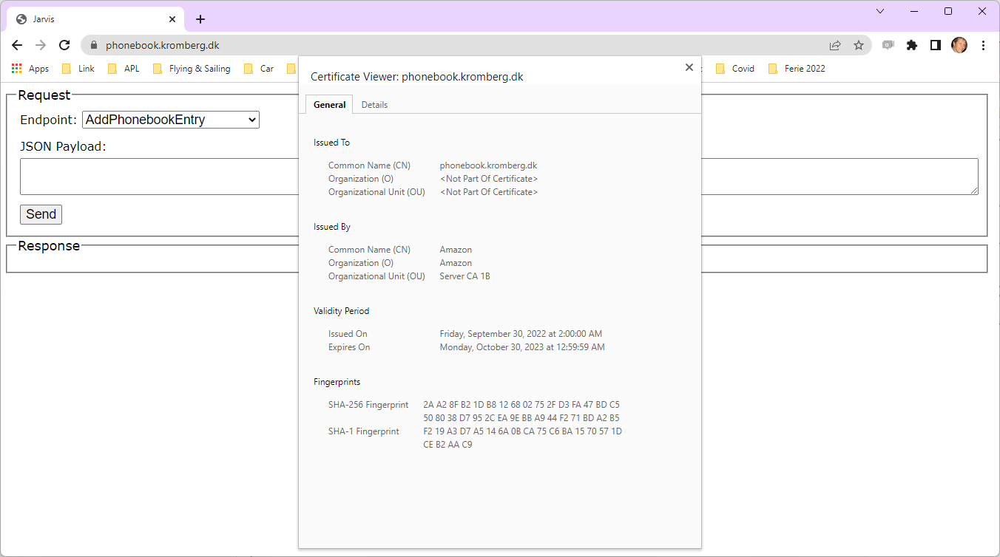 Jarvis
phonebook.kromberg.dk
Apps Link APL Flying & Sailing Car Covid Ferie 2022
Certificate Viewer: phonebook.kromberg.dk
General Details
Request
Endpoint: AddPhonebookEntry
JSON Payload:
Send
Response
Issued To
Common Name (CN) phonebook.kromberg.dk
Organization (O) <Not Part Of Certificate>
Organizational Unit (OU) <Not Part Of Certificate>
Issued By
Common Name (CN) Amazon
Organization (O) Amazon
Organizational Unit (OU) Server CA 1B
Validity Period
Issued On Friday, September 30, 2022 at 2:00:00 AM
Expires On Monday, October 30, 2023 at 12:59:59 AM
Fingerprints
SHA-256 Fingerprint 2A A2 8F B2 1D B8 12 68 02 75 2F D3 FA 47 BD C5
50 80 38 D7 95 2C EA 9E BB A9 44 F2 71 BD A2 B5
SHA-1 Fingerprint F2 19 A3 D7 A5 14 6A 0B CA 75 C6 BA 15 70 57 1D
CE B2 AA C9